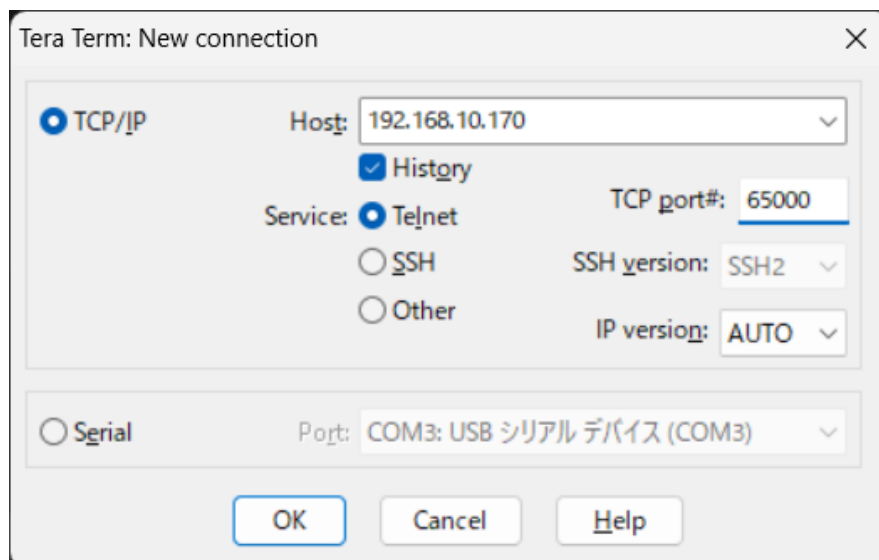 Tera Term: New connection
TCP/IP
Host: 192.168.10.170
History
Service: Telnet
TCP port#: 65000
SSH
SSH version: SSH2
Other
IP version: AUTO
Serial
Port: COM3: USB シリアル デバイス (COM3)
OK
Cancel
Help